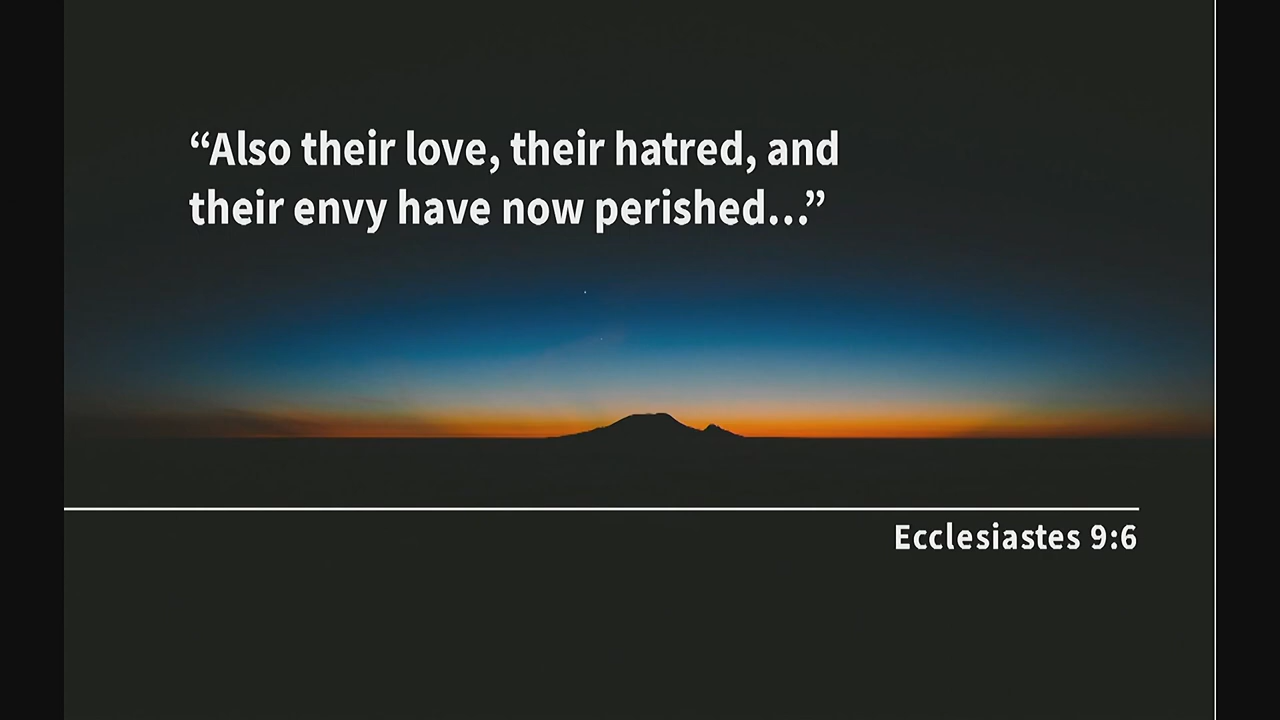 “Also their love, their hatred, and
their envy have now perished...”
Ecclesiastes 9:6